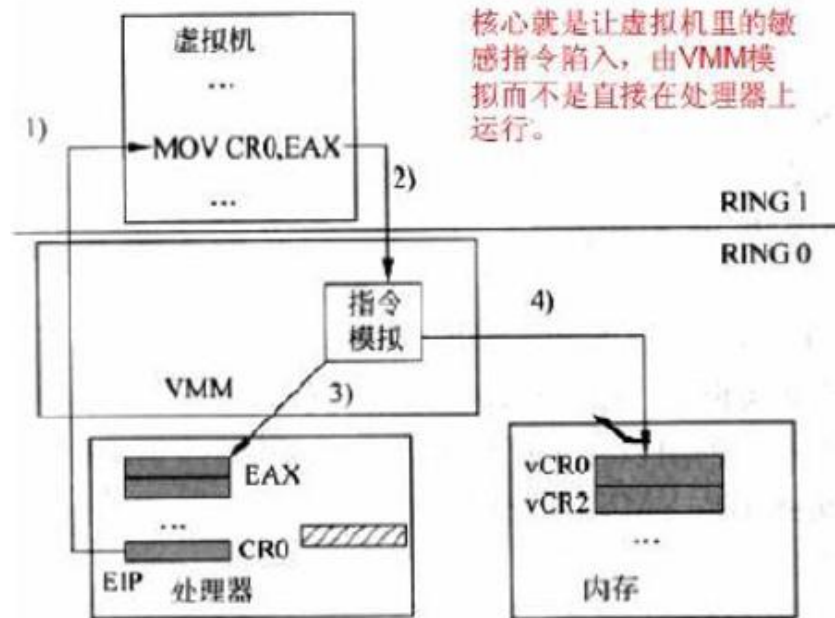 虚拟机
...
MOV CR0,EAX
...
核心就是让虚拟机里的敏
感指令陷入，由VMM模
拟而不是直接在处理器上
运行。
1)
2)
RING 1
RING 0
指令
模拟
4)
VMM
3)
EAX
...
CR0
EIP
处理器
vCR0
vCR2
...
内存